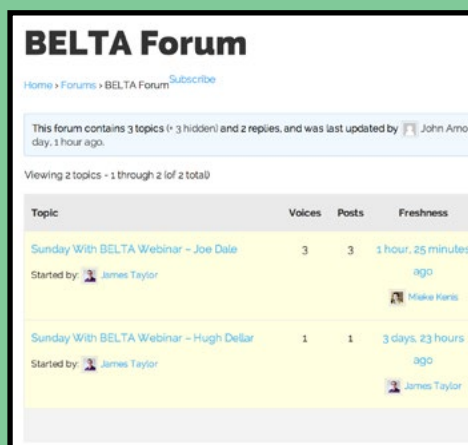 BELTA Forum
Home › Forums › BELTA Forum Subscribe
This forum contains 3 topics (+ 3 hidden) and 2 replies, and was last updated by John Arno
day, 1 hour ago.
Viewing 2 topics - 1 through 2 (of 2 total)
Topic Voices Posts Freshness
Sunday With BELTA Webinar – Joe Dale 3 3 1 hour, 25 minutes
ago
Started by: James Taylor
Mieke Kenis
Sunday With BELTA Webinar – Hugh Dellar 1 1 3 days, 23 hours
ago
Started by: James Taylor
James Taylor